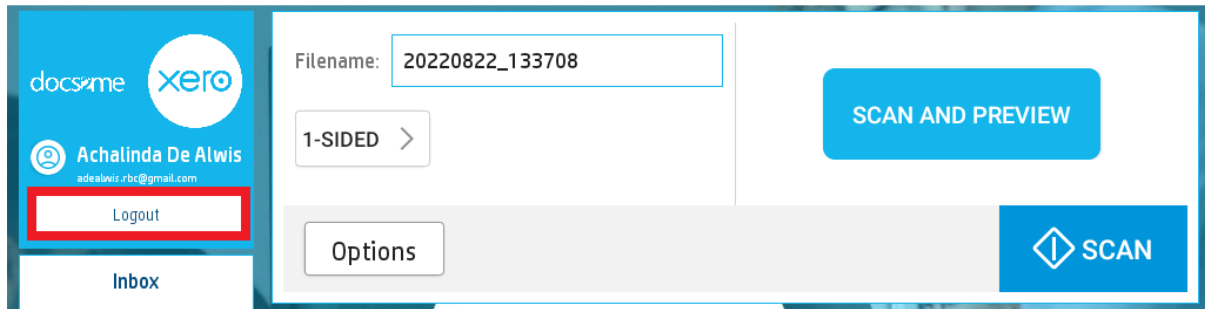 docs2me
xero
Achalinda De Alwis
adealwis.rbc@gmail.com
Logout
Inbox
Filename: 20220822_133708
1-SIDED
SCAN AND PREVIEW
Options
SCAN